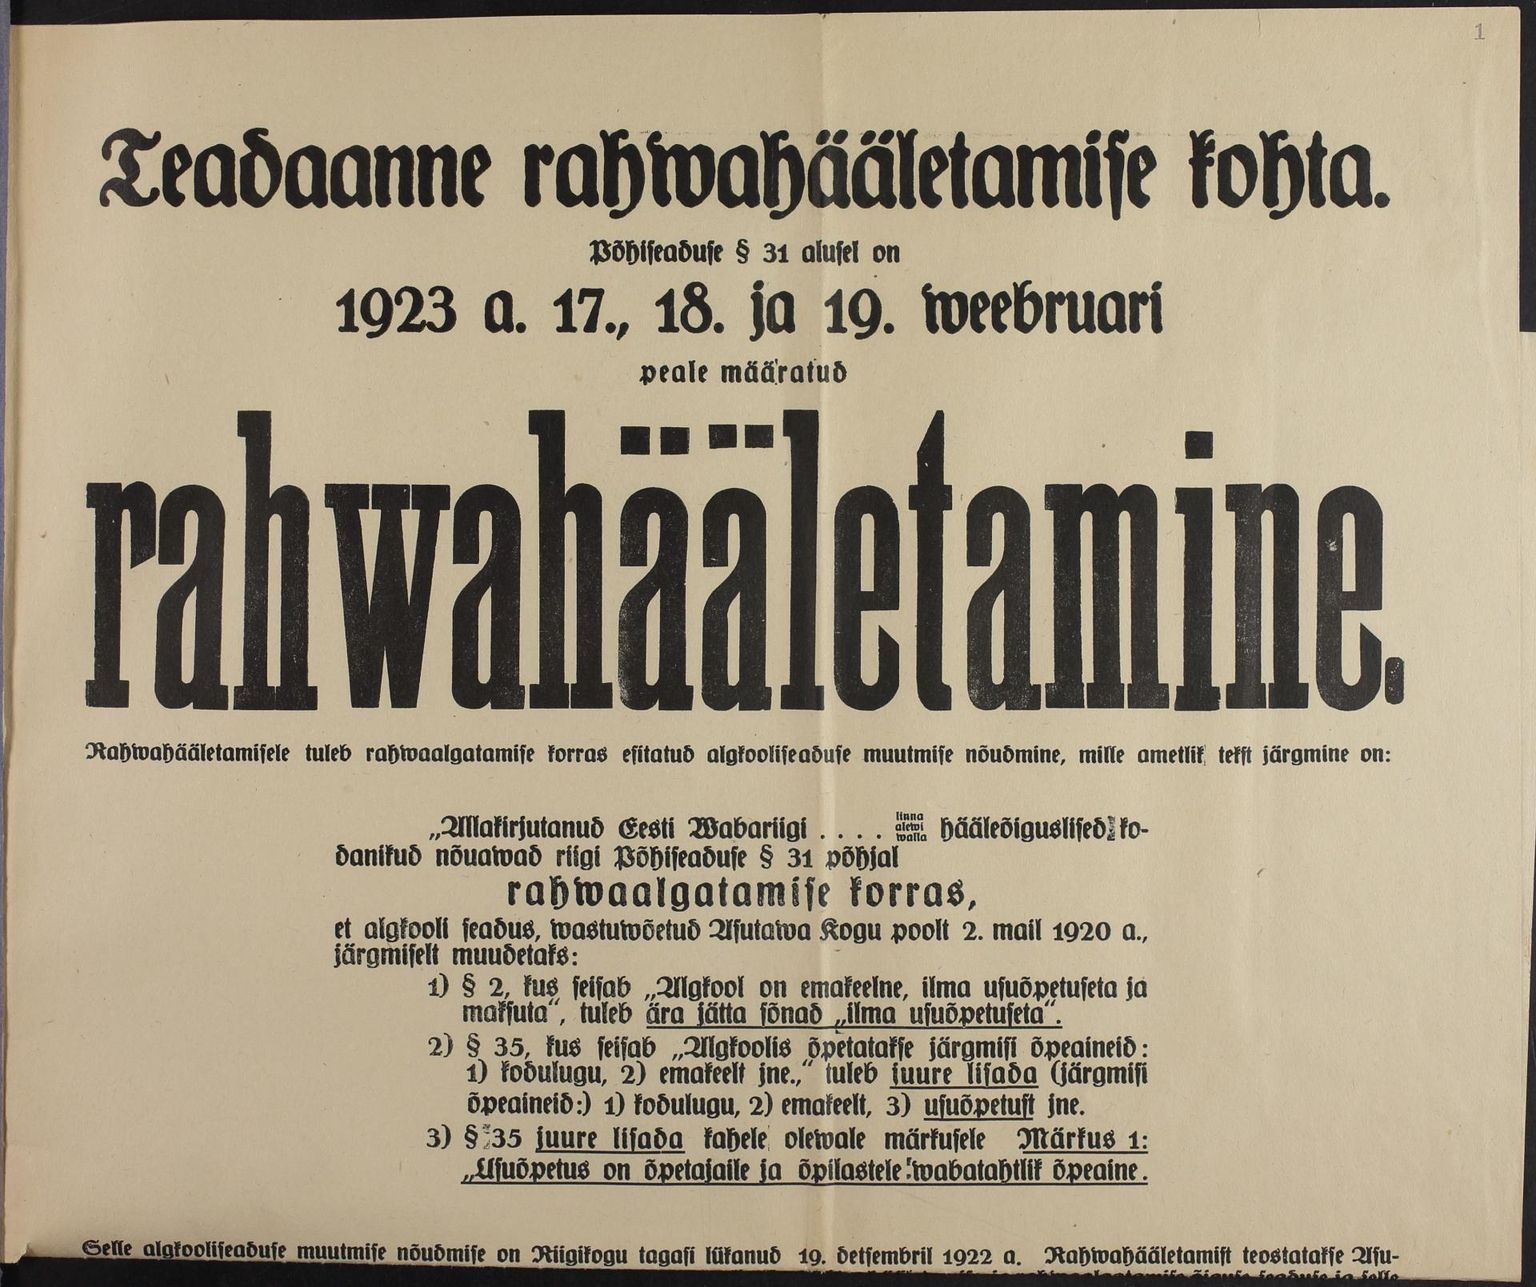 1
Teadaanne rahwahääletamise kohta.
Põhiseaduse § 31 alusel on
1923 a. 17., 18. ja 19. weebruari
peale määratud
rahwahääletamine.
Rahwahääletamisele tuleb rahwaalgatamise korras esitatud algkooliseaduse muutmise nõudmine, mille ametlik tekst järgmine on:
„Allakirjutanud Eesti Wabariigi . . . . linna alewi walla hääleõiguslised ko-
danikud nõuawad riigi Põhiseaduse § 31 põhjal
rahwaalgatamise korras,
et algkooli seadus, wastuwõetud Asutawa Kogu poolt 2. mail 1920 a.,
järgmiselt muudetaks:
1) § 2, kus seisab „Algkool on emakeelne, ilma usuõpetuseta ja
maksuta“, tuleb ära jätta sõnad „ilma usuõpetuseta“.
2) § 35, kus seisab „Algkoolis õpetatakse järgmisi õpeaineid:
1) kodulugu, 2) emakeelt jne.,“ tuleb juure lisada (järgmisi
õpeaineid:) 1) kodulugu, 2) emakeelt, 3) usuõpetust jne.
3) § 35 juure lisada kahele olewale märkusele Märkus 1:
„Usuõpetus on õpetajaile ja õpilastele wabatahtlik õpeaine.
Selle algkooliseaduse muutmise nõudmise on Riigikogu tagasi lükanud 19. detsembril 1922 a. Rahwahääletamist teostatakse Asu-